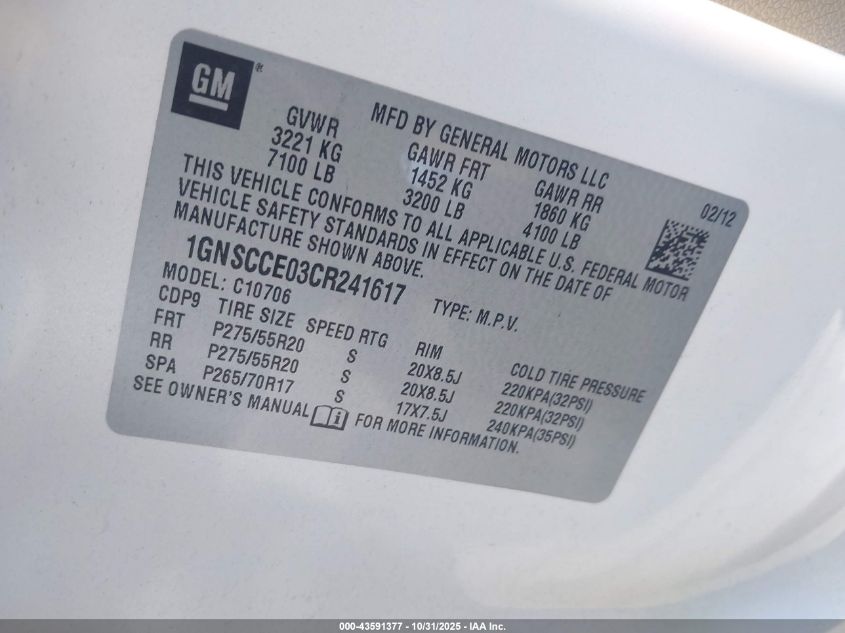 GM®
MFD BY GENERAL MOTORS LLC
GVWR GAWR FRT GAWR RR 02/12
3221 KG 1452 KG 1860 KG
7100 LB 3200 LB 4100 LB
THIS VEHICLE CONFORMS TO ALL APPLICABLE U.S. FEDERAL MOTOR
VEHICLE SAFETY STANDARDS IN EFFECT ON THE DATE OF
MANUFACTURE SHOWN ABOVE.
1GNSCCE03CR241617 TYPE: M.P.V.
MODEL: C10706
CDP9 TIRE SIZE SPEED RTG RIM COLD TIRE PRESSURE
FRT P275/55R20 S 20X8.5J 220KPA(32PSI)
RR P275/55R20 S 20X8.5J 220KPA(32PSI)
SPA P265/70R17 S 17X7.5J 240KPA(35PSI)
SEE OWNER'S MANUAL FOR MORE INFORMATION.
000-43591377 - 10/31/2025 - IAA Inc.